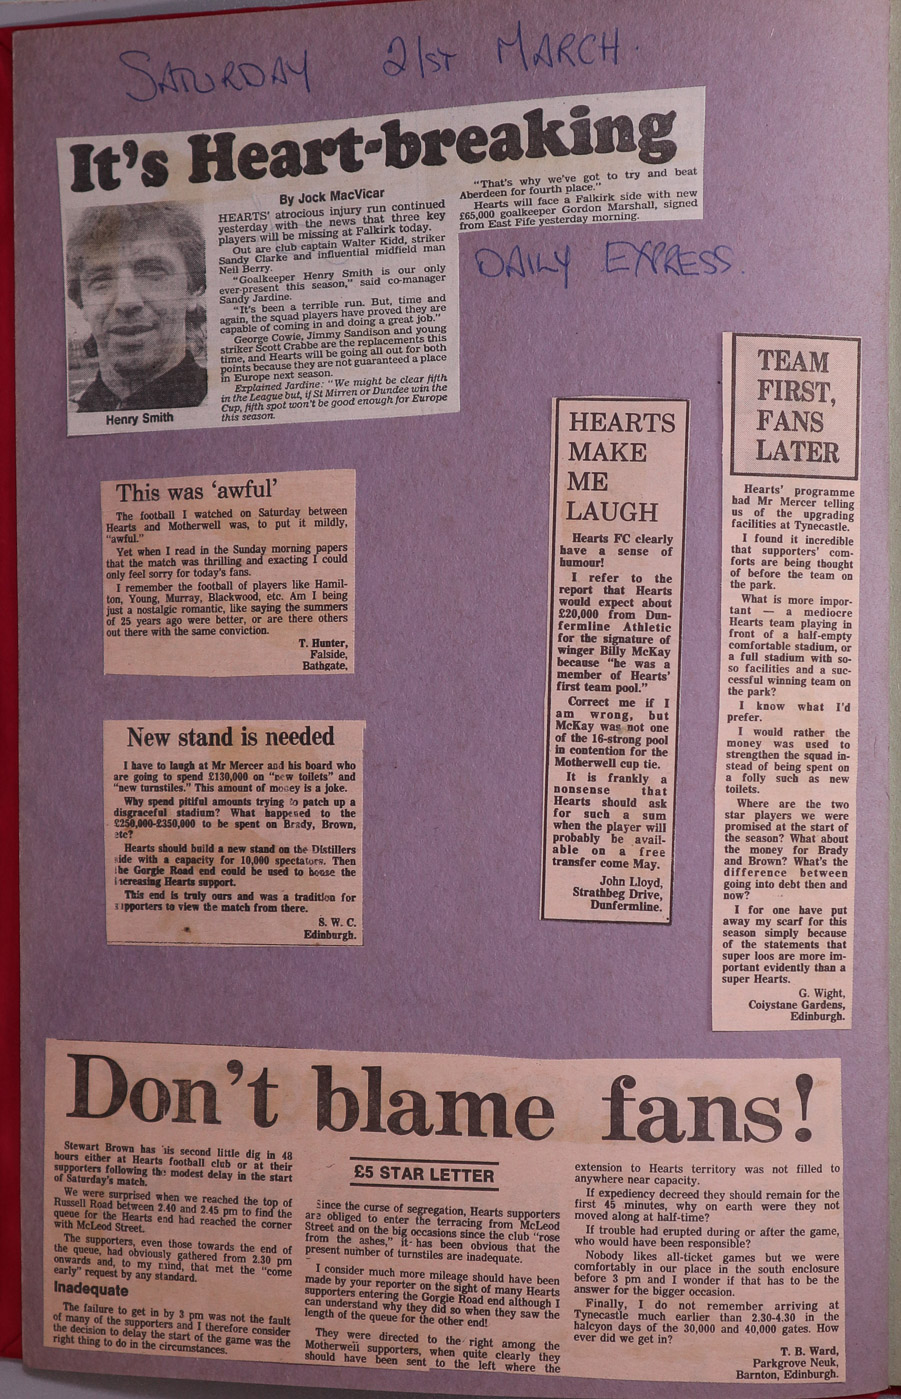 SATURDAY 21ST MARCH.
It's Heart-breaking
By Jock MacVicar
HEARTS' atrocious injury run continued
yesterday with the news that three key
players will be missing at Falkirk today.
Out are club captain Walter Kidd, striker
Sandy Clarke and influential midfield man
Neil Berry.
"Goalkeeper Henry Smith is our only
ever-present this season," said co-manager
Sandy Jardine.
"It's been a terrible run. But, time and
again, the squad players have proved they are
capable of coming in and doing a great job."
George Cowie, Jimmy Sandison and young
striker Scott Crabbe are the replacements this
time, and Hearts will be going all out for both
points because they are not guaranteed a place
in Europe next season.
Explained Jardine: "We might be clear fifth
in the League but, if St Mirren or Dundee win the
Cup, fifth spot won't be good enough for Europe
this season.
"That's why we've got to try and beat
Aberdeen for fourth place."
Hearts will face a Falkirk side with new
£65,000 goalkeeper Gordon Marshall, signed
from East Fife yesterday morning.
Henry Smith
DAILY EXPRESS.
This was 'awful'
The football I watched on Saturday between
Hearts and Motherwell was, to put it mildly,
"awful."
Yet when I read in the Sunday morning papers
that the match was thrilling and exacting I could
only feel sorry for today's fans.
I remember the football of players like Hamil-
ton, Young, Murray, Blackwood, etc. Am I being
just a nostalgic romantic, like saying the summers
of 25 years ago were better, or are there others
out there with the same conviction.
T. Hunter,
Falside,
Bathgate,
New stand is needed
I have to laugh at Mr Mercer and his board who
are going to spend £130,000 on "new toilets" and
"new turnstiles." This amount of money is a joke.
Why spend pitiful amounts trying to patch up a
disgraceful stadium? What happened to the
£250,000-£350,000 to be spent on Brady, Brown,
etc?
Hearts should build a new stand on the Distillers
side with a capacity for 10,000 spectators. Then
the Gorgie Road end could be used to house the
increasing Hearts support.
This end is truly ours and was a tradition for
supporters to view the match from there.
S. W. C.
Edinburgh.
HEARTS
MAKE
ME
LAUGH
Hearts FC clearly
have a sense of
humour!
I refer to the
report that Hearts
would expect about
£20,000 from Dun-
fermline Athletic
for the signature of
winger Billy McKay
because "he was a
member of Hearts'
first team pool."
Correct me if I
am wrong, but
McKay was not one
of the 16-strong pool
in contention for the
Motherwell cup tie.
It is frankly a
nonsense that
Hearts should ask
for such a sum
when the player will
probably be avail-
able on a free
transfer come May.
John Lloyd,
Strathbeg Drive,
Dunfermline.
TEAM
FIRST,
FANS
LATER
Hearts' programme
had Mr Mercer telling
us of the upgrading
facilities at Tynecastle.
I found it incredible
that supporters' com-
forts are being thought
of before the team on
the park.
What is more impor-
tant — a mediocre
Hearts team playing in
front of a half-empty
comfortable stadium, or
a full stadium with so-
so facilities and a suc-
cessful winning team on
the park?
I know what I'd
prefer.
I would rather the
money was used to
strengthen the squad in-
stead of being spent on
a folly such as new
toilets.
Where are the two
star players we were
promised at the start of
the season? What about
the money for Brady
and Brown? What's the
difference between
going into debt then and
now?
I for one have put
away my scarf for this
season simply because
of the statements that
super loos are more im-
portant evidently than a
super Hearts.
G. Wight,
Coiystane Gardens,
Edinburgh.
Don't blame fans!
Stewart Brown has his second little dig in 48
hours either at Hearts football club or at their
supporters following the modest delay in the start
of Saturday's match.
We were surprised when we reached the top of
Russell Road between 2.40 and 2.45 pm to find the
queue for the Hearts end had reached the corner
with McLeod Street.
The supporters, even those towards the end of
the queue, had obviously gathered from 2.30 pm
onwards and, to my mind, that met the "come
early" request by any standard.
Inadequate
The failure to get in by 3 pm was not the fault
of many of the supporters and I therefore consider
the decision to delay the start of the game was the
right thing to do in the circumstances.
£5 STAR LETTER
Since the curse of segregation, Hearts supporters
are obliged to enter the terracing from McLeod
Street and on the big occasions since the club "rose
from the ashes," it has been obvious that the
present number of turnstiles are inadequate.
I consider much more mileage should have been
made by your reporter on the sight of many Hearts
supporters entering the Gorgie Road end although I
can understand why they did so when they saw the
length of the queue for the other end!
They were directed to the right among the
Motherwell supporters, when quite clearly they
should have been sent to the left where the
extension to Hearts territory was not filled to
anywhere near capacity.
If expediency decreed they should remain for the
first 45 minutes, why on earth were they not
moved along at half-time?
If trouble had erupted during or after the game,
who would have been responsible?
Nobody likes all-ticket games but we were
comfortably in our place in the south enclosure
before 3 pm and I wonder if that has to be the
answer for the bigger occasion.
Finally, I do not remember arriving at
Tynecastle much earlier than 2.30-4.30 in the
halcyon days of the 30,000 and 40,000 gates. How
ever did we get in?
T. B. Ward,
Parkgrove Neuk,
Barnton, Edinburgh.